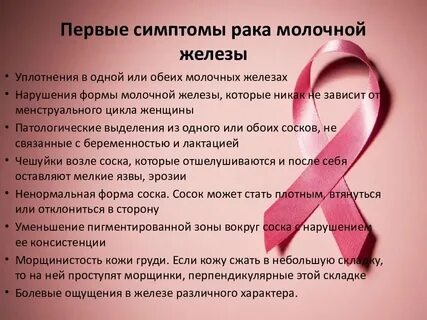 Первые симптомы рака молочной
железы
• Уплотнения в одной или обеих молочных железах
• Нарушения формы молочной железы, которые никак не зависит от
менструального цикла женщины
• Патологические выделения из одного или обоих сосков, не
связанные с беременностью и лактацией
• Чешуйки возле соска, которые отшелушиваются и после себя
оставляют мелкие язвы, эрозии
• Ненормальная форма соска. Сосок может стать плотным, втянуться
или отклониться в сторону
• Уменьшение пигментированной зоны вокруг соска с нарушением
ее консистенции
• Морщинистость кожи груди. Если кожу сжать в небольшую складку,
то на ней проступят морщинки, перпендикулярные этой складке
• Болевые ощущения в железе различного характера.